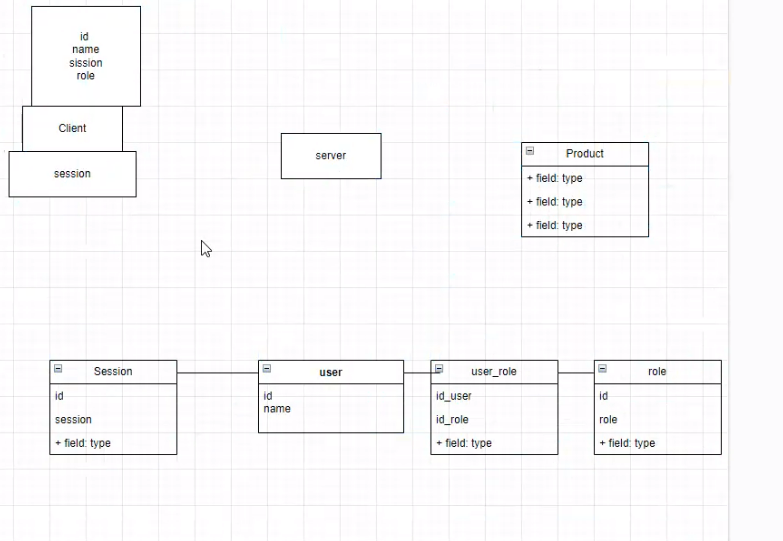 id
name
sission
role
Client
session
server
Product
+ field: type
+ field: type
+ field: type
Session
id
session
+ field: type
user
id
name
user_role
id_user
id_role
+ field: type
role
id
role
+ field: type